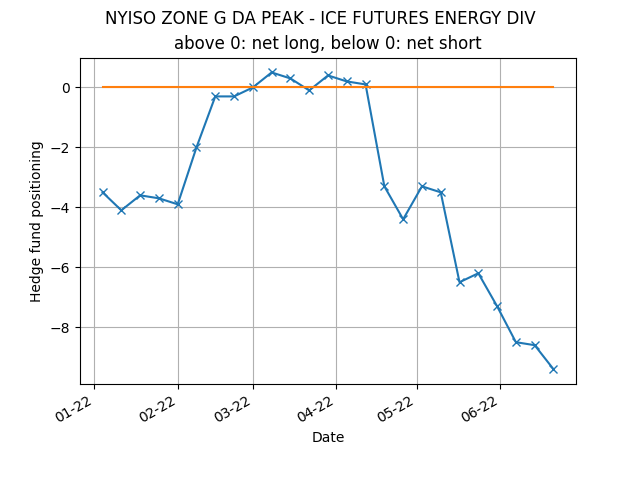 NYISO ZONE G DA PEAK - ICE FUTURES ENERGY DIV
above 0: net long, below 0: net short
Hedge fund positioning
0
−2
−4
−6
−8
01-22
02-22
03-22
04-22
05-22
06-22
Date